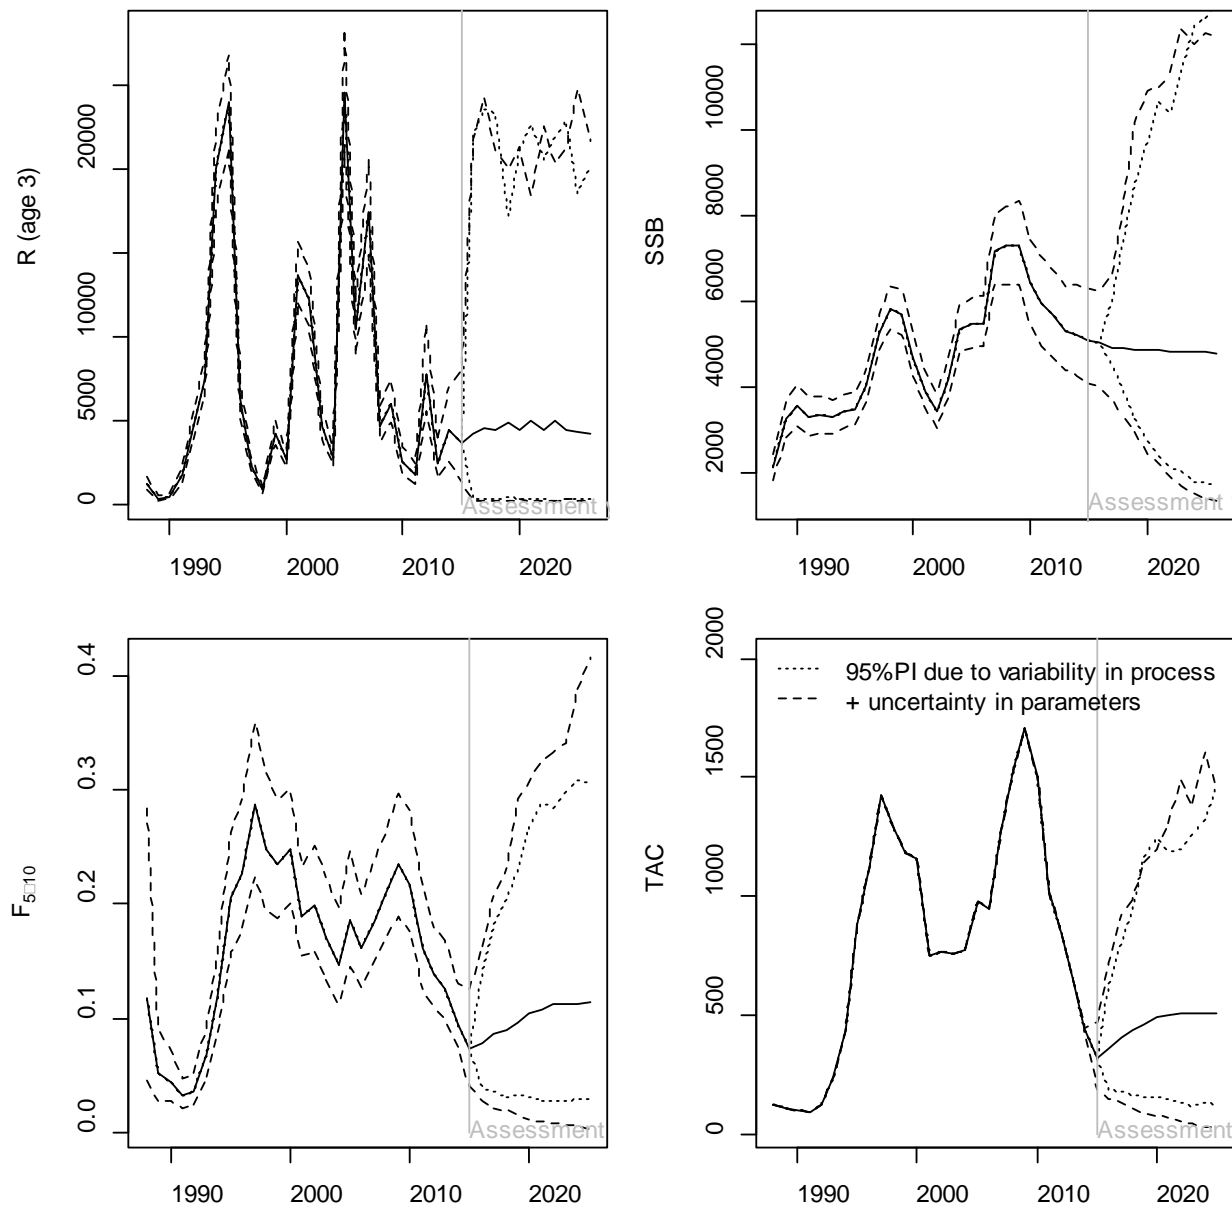 R (age 3)
20000
10000
5000
0
Assessment
1990 2000 2010 2020
SSB
10000
8000
6000
4000
2000
Assessment
1990 2000 2010 2020
F5□10
0.4
0.3
0.2
0.1
0.0
Assessment
1990 2000 2010 2020
TAC
2000
1500
1000
500
0
95%PI due to variability in process
+ uncertainty in parameters
Assessment
1990 2000 2010 2020